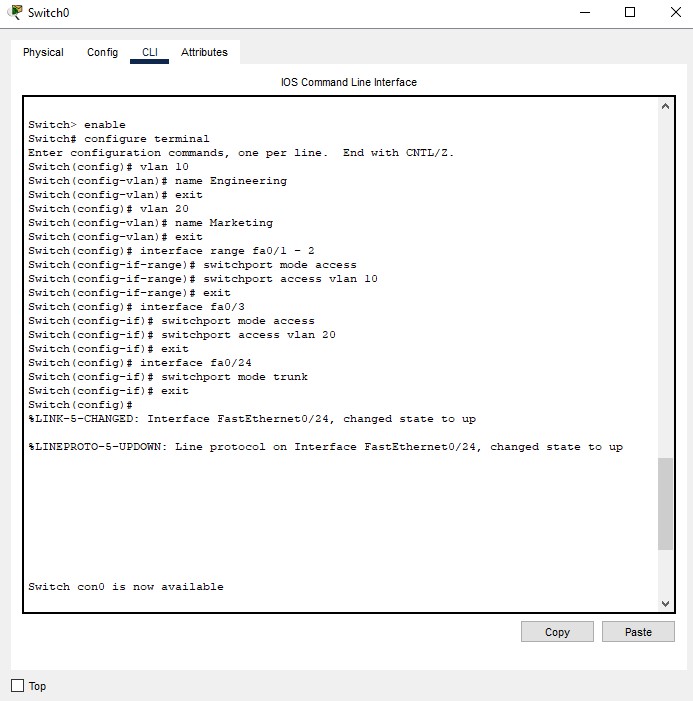 Switch0
Physical Config CLI Attributes
IOS Command Line Interface
Switch> enable
Switch# configure terminal
Enter configuration commands, one per line.  End with CNTL/Z.
Switch(config)# vlan 10
Switch(config-vlan)# name Engineering
Switch(config-vlan)# exit
Switch(config)# vlan 20
Switch(config-vlan)# name Marketing
Switch(config-vlan)# exit
Switch(config)# interface range fa0/1 - 2
Switch(config-if-range)# switchport mode access
Switch(config-if-range)# switchport access vlan 10
Switch(config-if-range)# exit
Switch(config)# interface fa0/3
Switch(config-if)# switchport mode access
Switch(config-if)# switchport access vlan 20
Switch(config-if)# exit
Switch(config)# interface fa0/24
Switch(config-if)# switchport mode trunk
Switch(config-if)# exit
Switch(config)#
%LINK-5-CHANGED: Interface FastEthernet0/24, changed state to up
%LINEPROTO-5-UPDOWN: Line protocol on Interface FastEthernet0/24, changed state to up
Switch con0 is now available
Copy Paste
Top